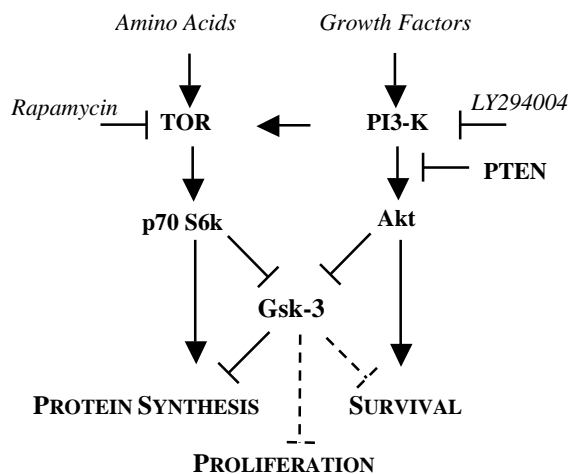 Amino Acids
Growth Factors
Rapamycin
LY294004
TOR
PI3-K
PTEN
p70 S6k
Akt
Gsk-3
PROTEIN SYNTHESIS
SURVIVAL
PROLIFERATION